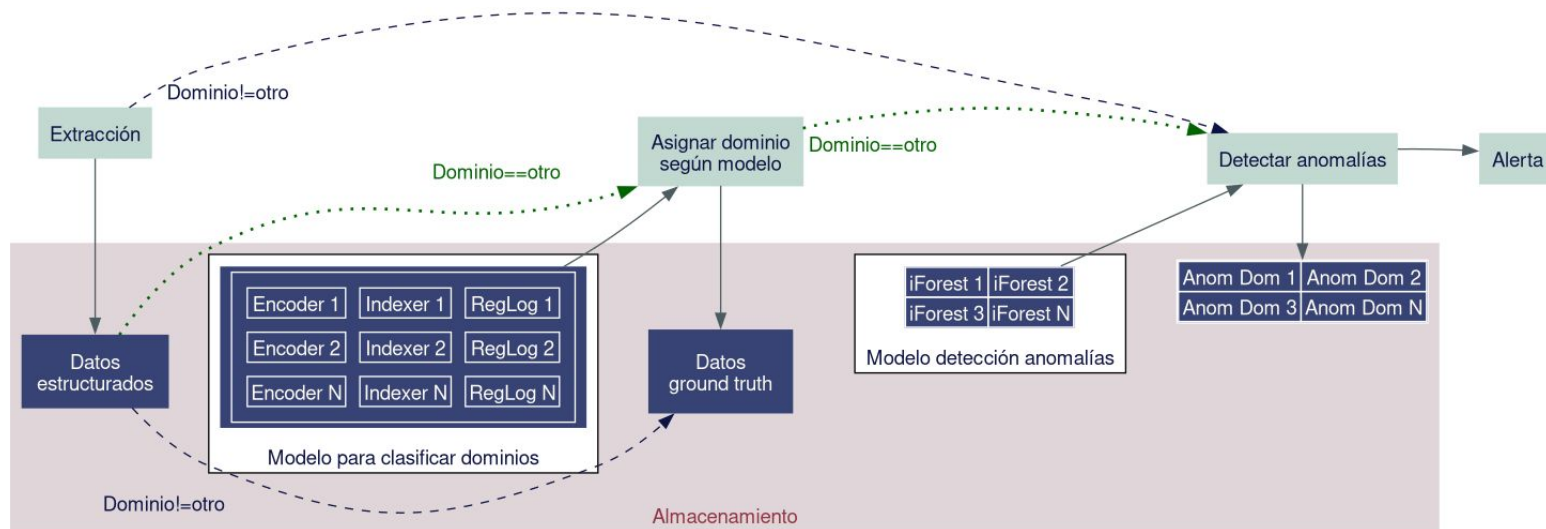 Dominio!=otro
Extracción
Asignar dominio
según modelo
Dominio==otro
Detectar anomalías
Alerta
Dominio==otro
Encoder 1 Indexer 1 RegLog 1
Encoder 2 Indexer 2 RegLog 2
Encoder N Indexer N RegLog N
Modelo para clasificar dominios
Datos
estructurados
Datos
ground truth
iForest 1 iForest 2
iForest 3 iForest N
Modelo detección anomalías
Anom Dom 1 Anom Dom 2
Anom Dom 3 Anom Dom N
Dominio!=otro
Almacenamiento